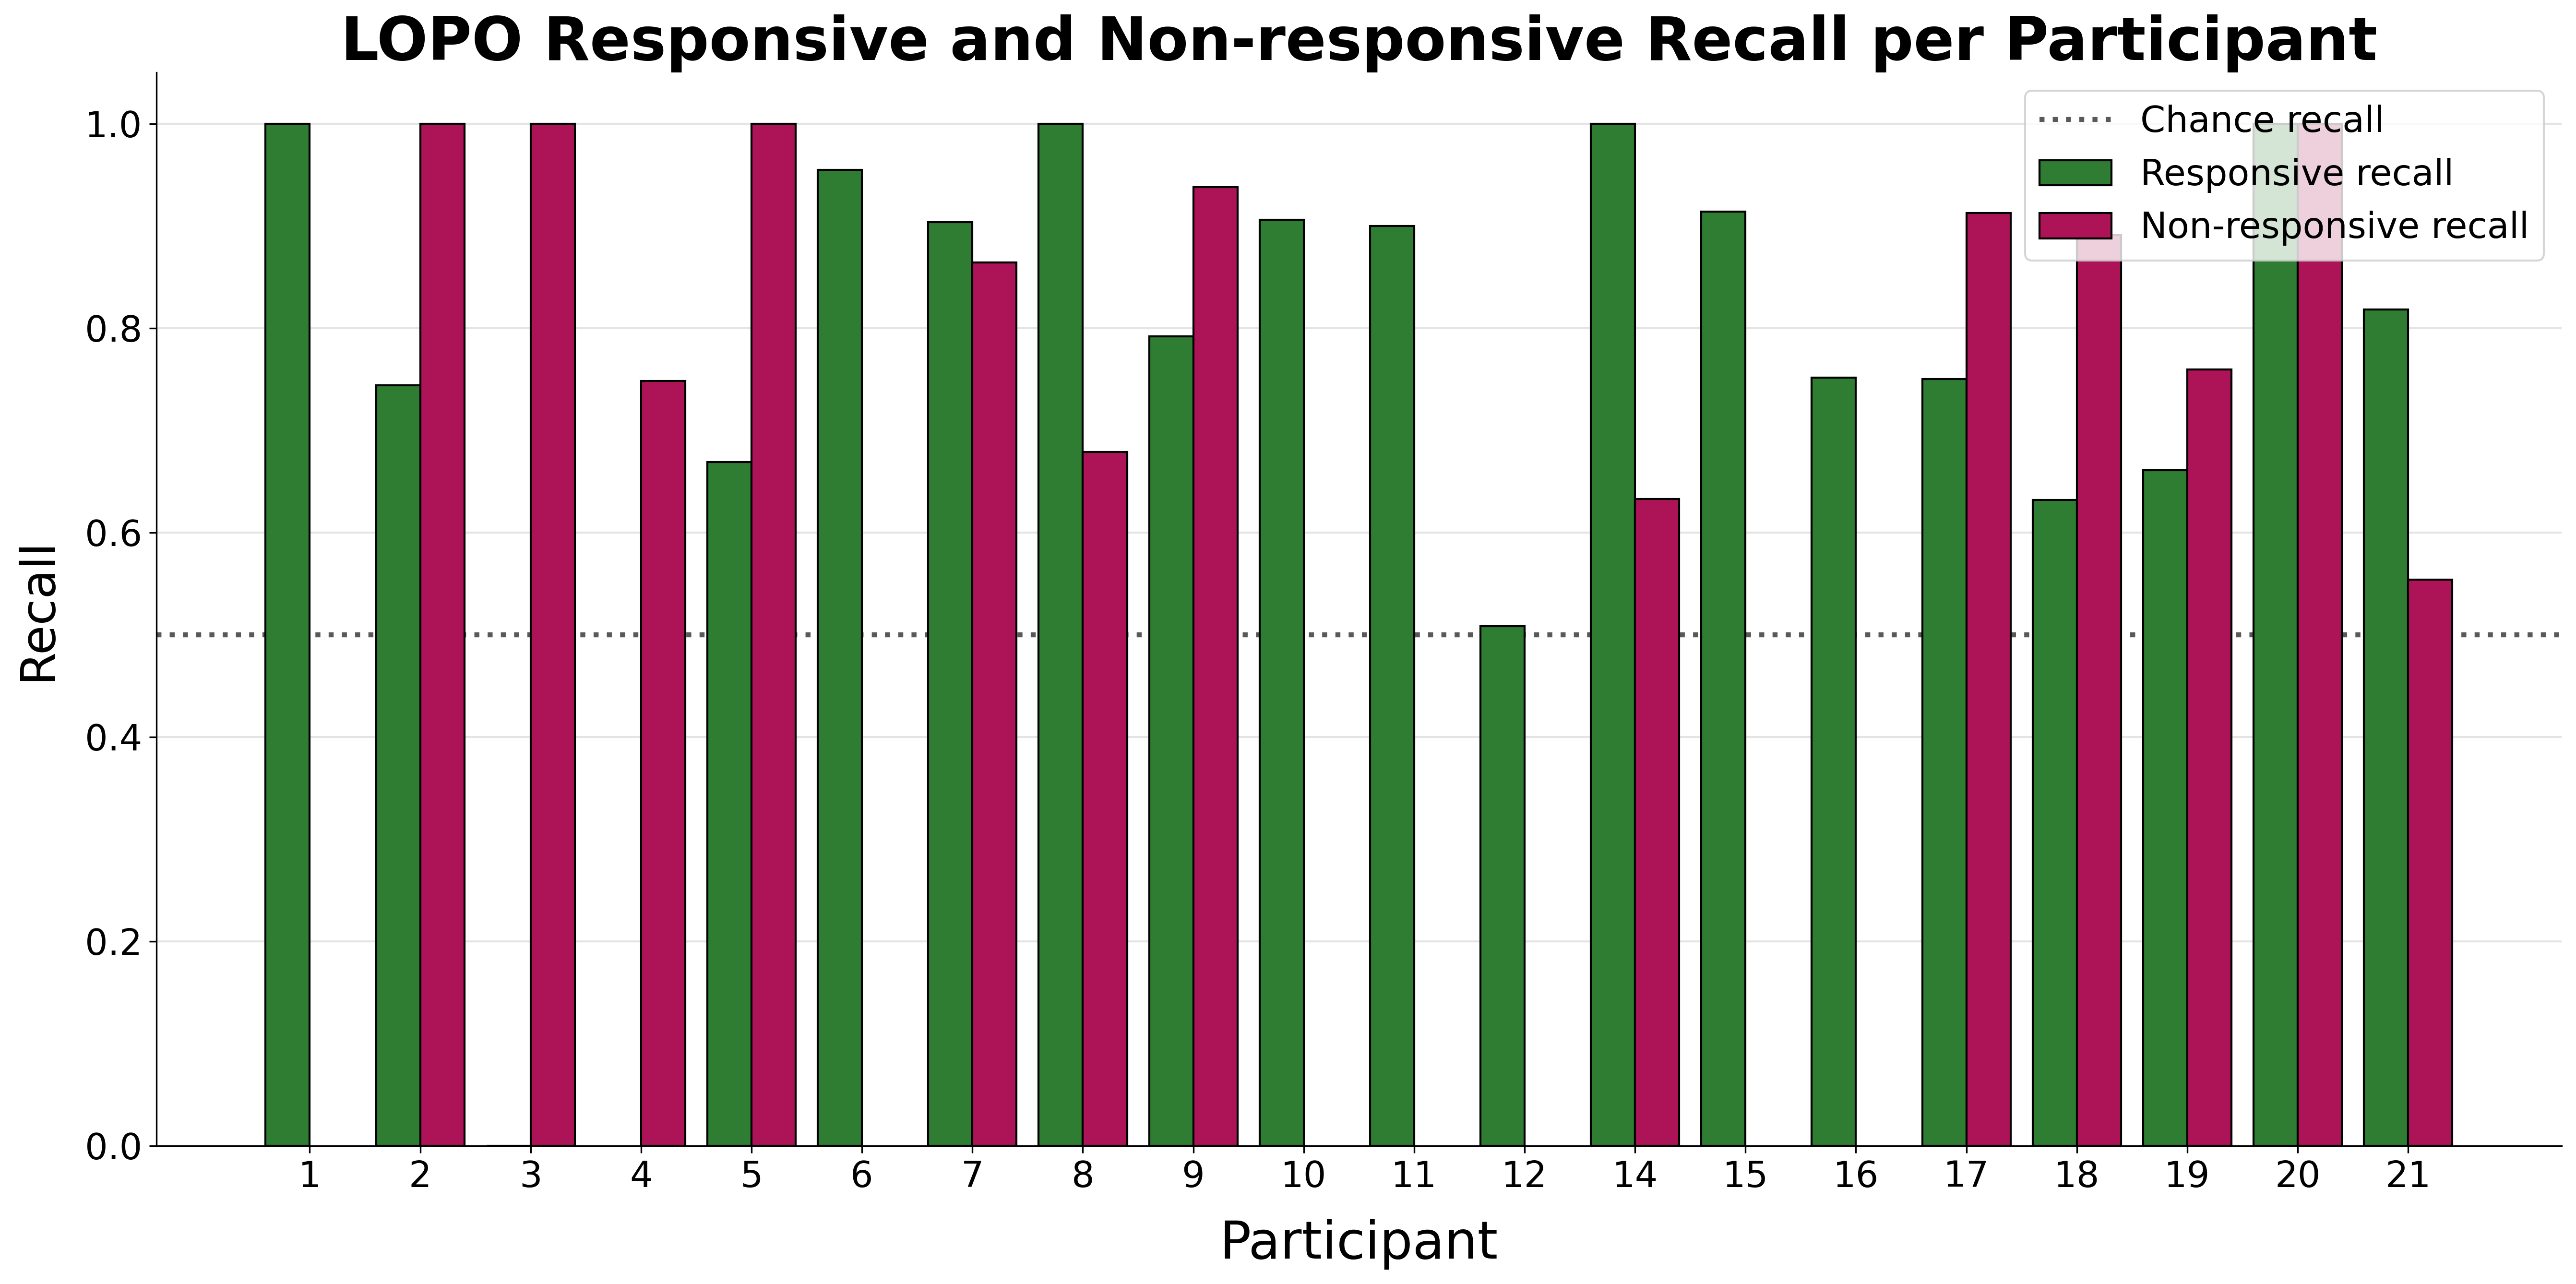 LOPO Responsive and Non-responsive Recall per Participant
Chance recall
Responsive recall
Non-responsive recall
1.0
0.8
0.6
0.4
0.2
0.0
Recall
1 2 3 4 5 6 7 8 9 10 11 12 14 15 16 17 18 19 20 21
Participant